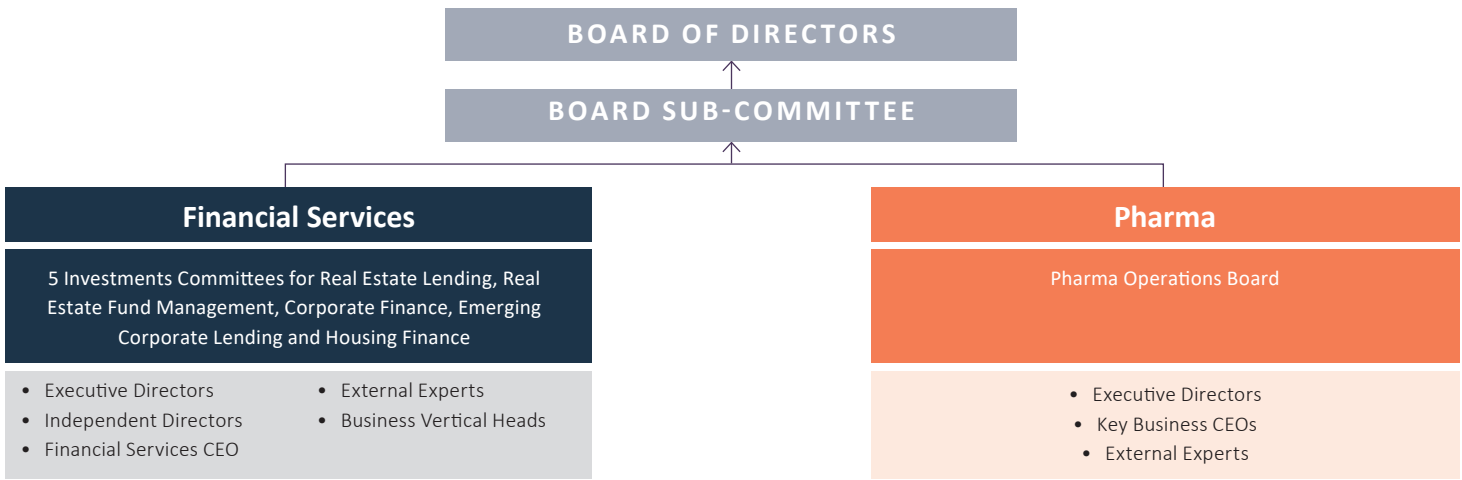 BOARD OF DIRECTORS
BOARD SUB-COMMITTEE
Financial Services
5 Investments Committees for Real Estate Lending, Real
Estate Fund Management, Corporate Finance, Emerging
Corporate Lending and Housing Finance
• Executive Directors
• Independent Directors
• Financial Services CEO
• External Experts
• Business Vertical Heads
Pharma
Pharma Operations Board
• Executive Directors
• Key Business CEOs
• External Experts